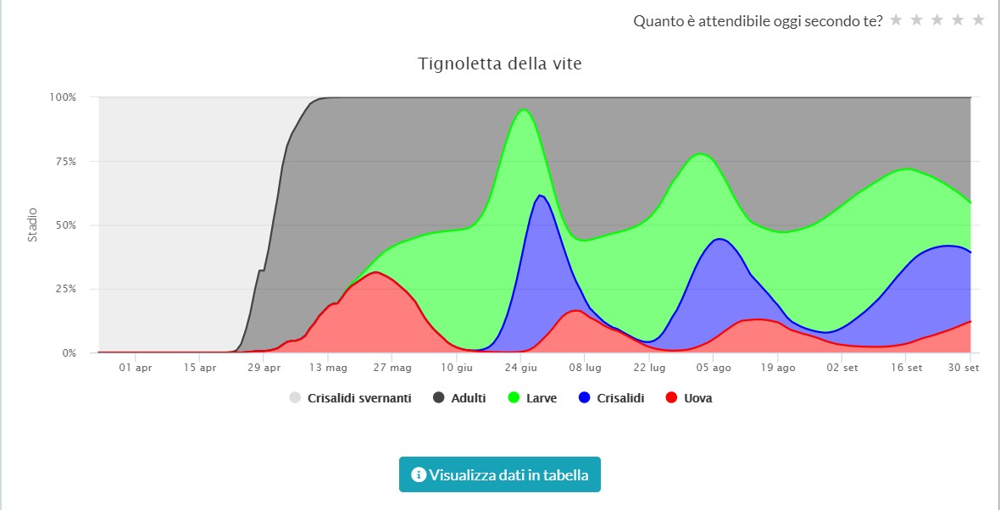 Quanto è attendibile oggi secondo te?
Tignoletta della vite
Stadio
100%
75%
50%
25%
0%
01 apr 15 apr 29 apr 13 mag 27 mag 10 giu 24 giu 08 lug 22 lug 05 ago 19 ago 02 set 16 set 30 set
Crisalidi svernanti Adulti Larve Crisalidi Uova
Visualizza dati in tabella